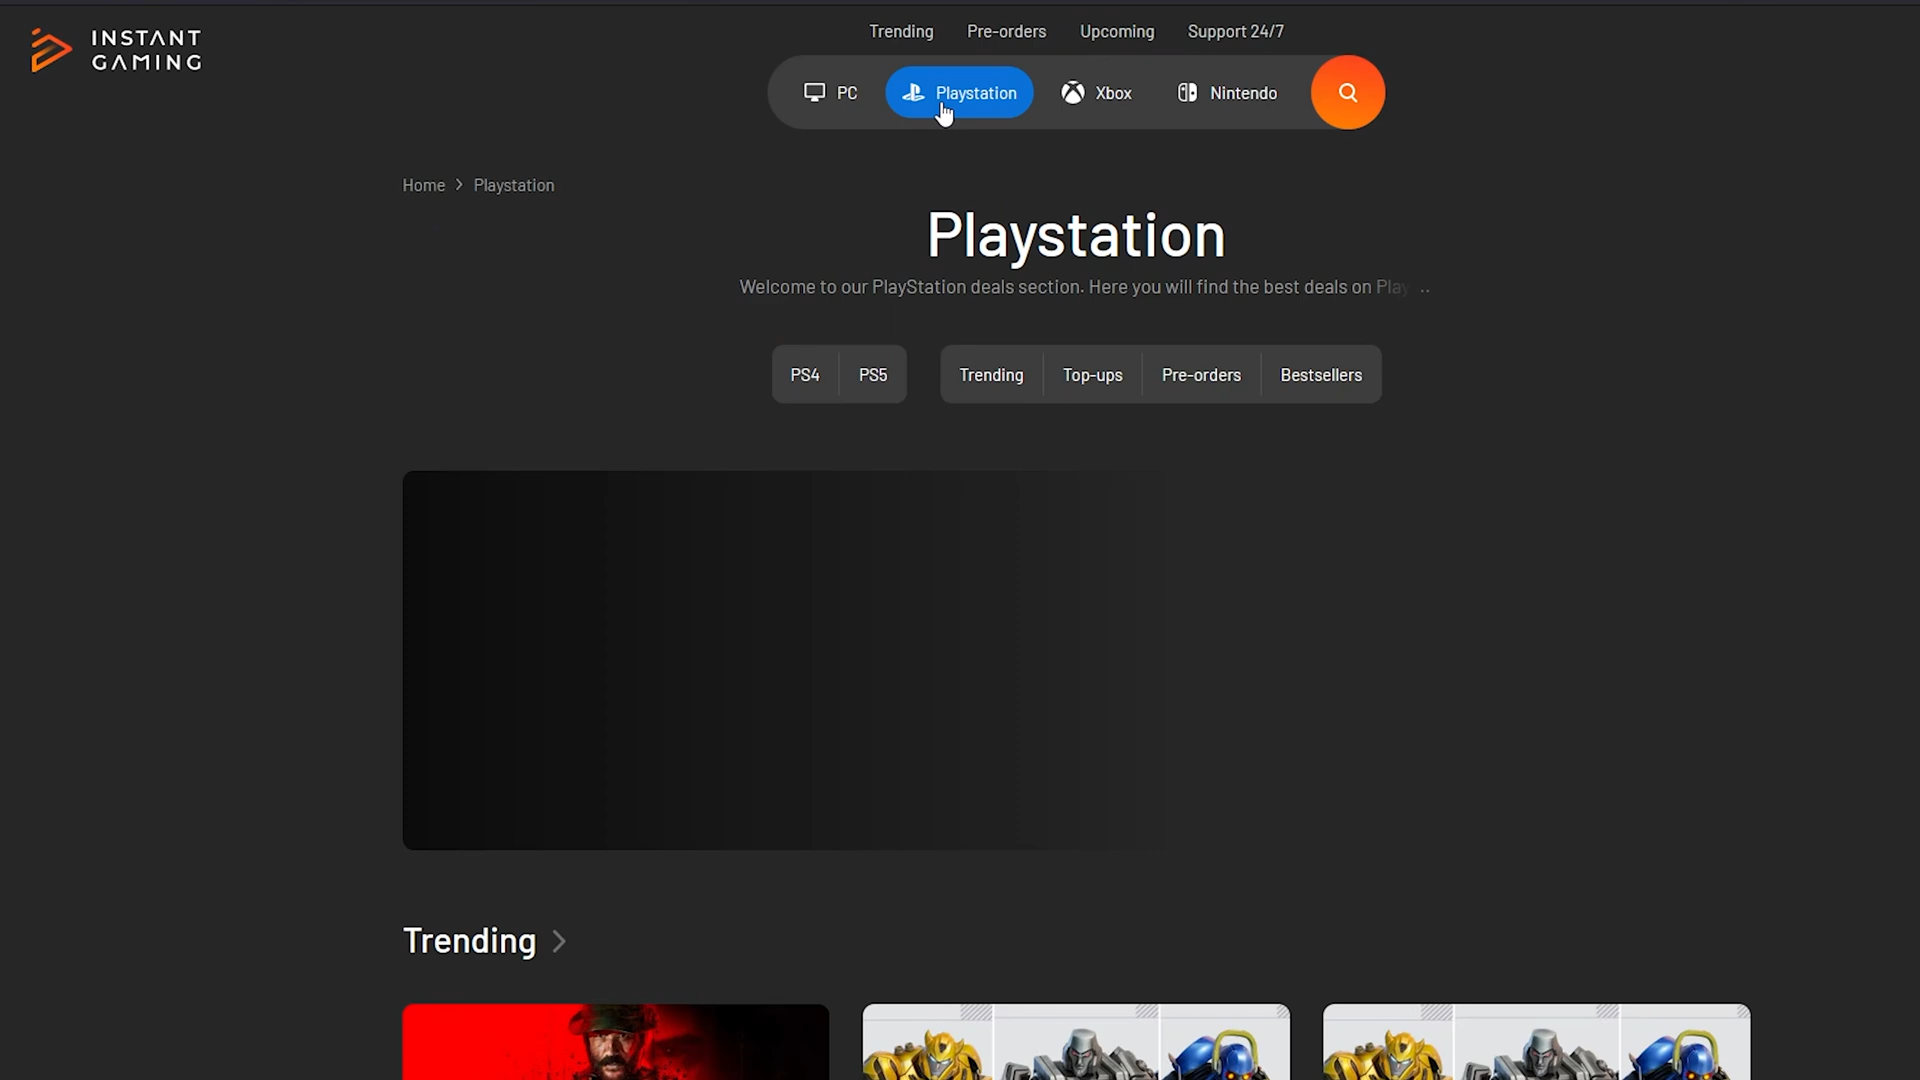 INSTANT
GAMING
Trending Pre-orders Upcoming Support 24/7
PC Playstation Xbox Nintendo
Home > Playstation
Playstation
Welcome to our PlayStation deals section. Here you will find the best deals on Play ..
PS4 PS5 Trending Top-ups Pre-orders Bestsellers
Trending >